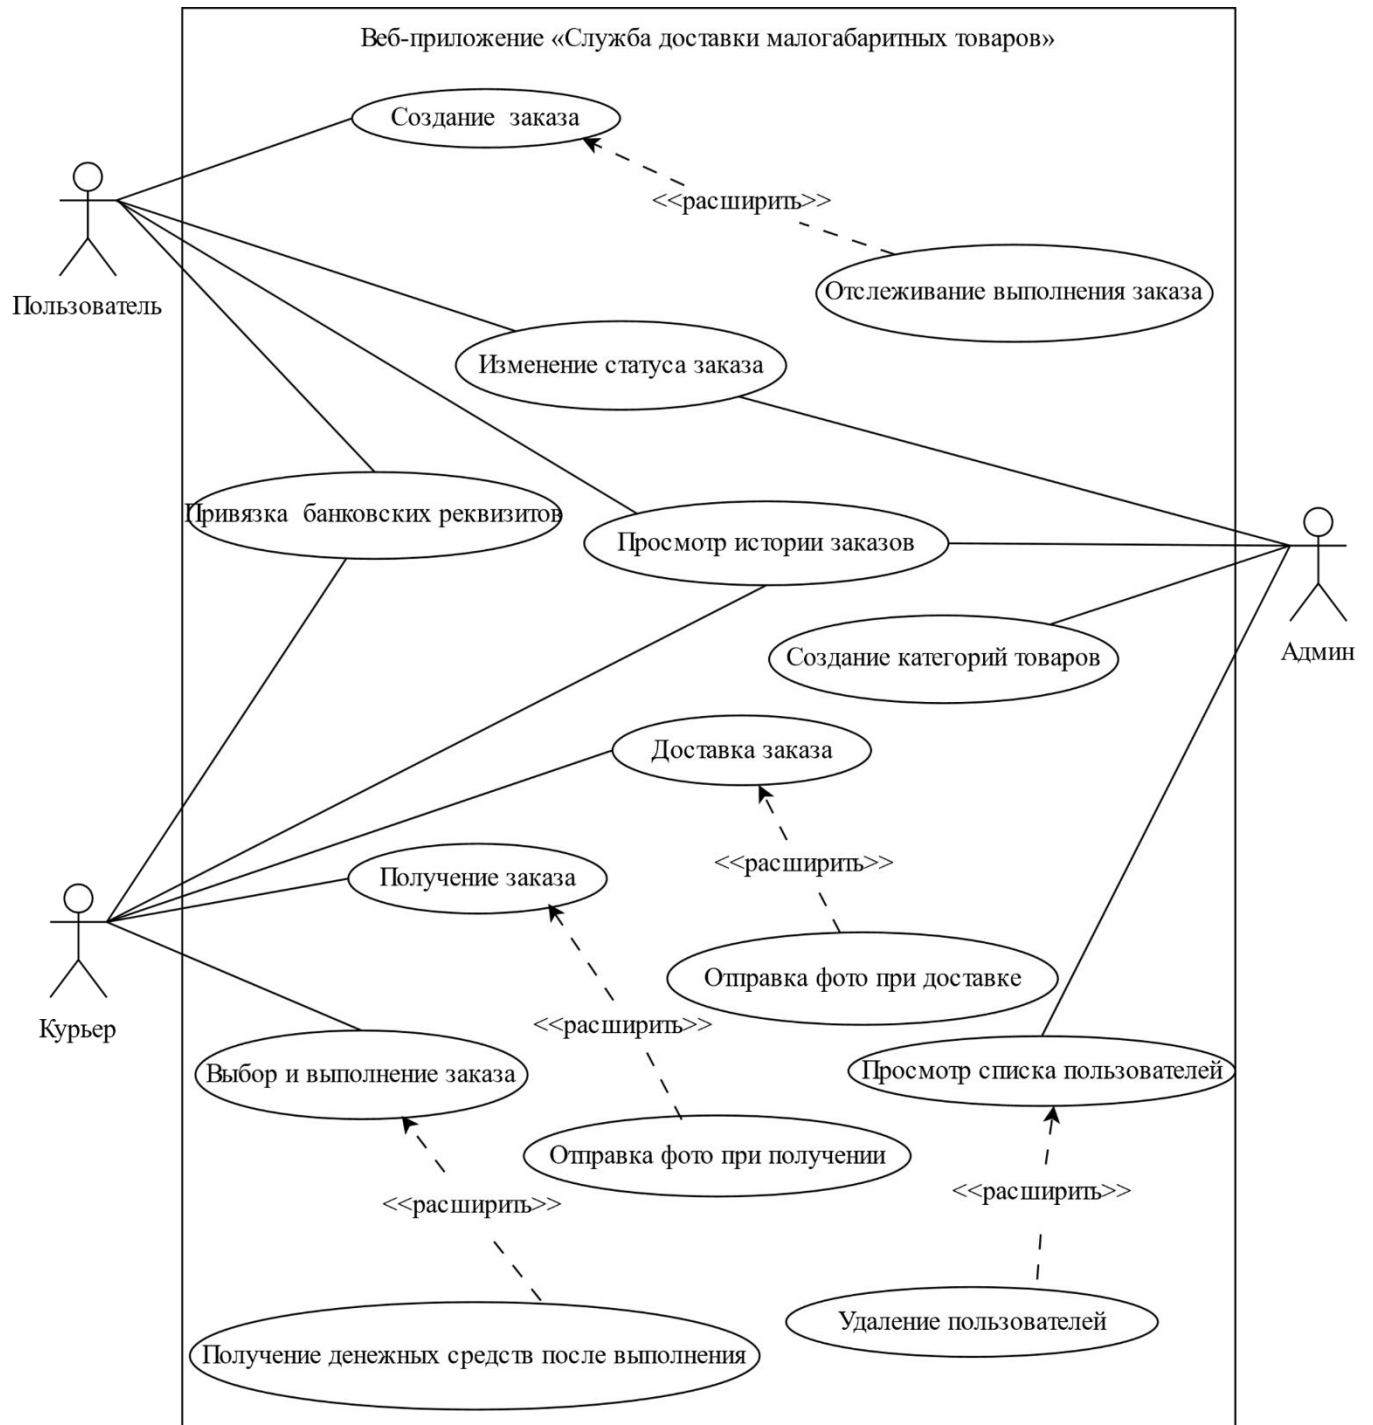 Веб-приложение «Служба доставки малогабаритных товаров»
Создание заказа
<<расширить>>
Отслеживание выполнения заказа
Пользователь
Изменение статуса заказа
Привязка банковских реквизитов
Просмотр истории заказов
Создание категорий товаров
Админ
Доставка заказа
<<расширить>>
Получение заказа
Отправка фото при доставке
Курьер
<<расширить>>
Выбор и выполнение заказа
Просмотр списка пользователей
Отправка фото при получении
<<расширить>>
<<расширить>>
Удаление пользователей
Получение денежных средств после выполнения